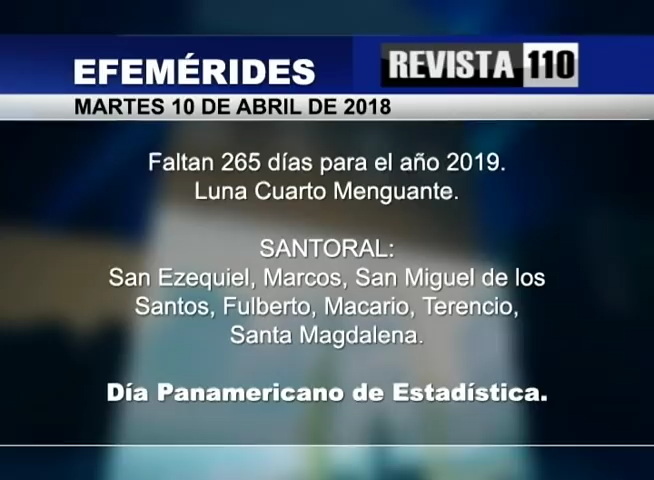 EFEMÉRIDES
REVISTA 110
MARTES 10 DE ABRIL DE 2018
Faltan 265 días para el año 2019.
Luna Cuarto Menguante.
SANTORAL:
San Ezequiel, Marcos, San Miguel de los
Santos, Fulberto, Macario, Terencio,
Santa Magdalena.
Día Panamericano de Estadística.